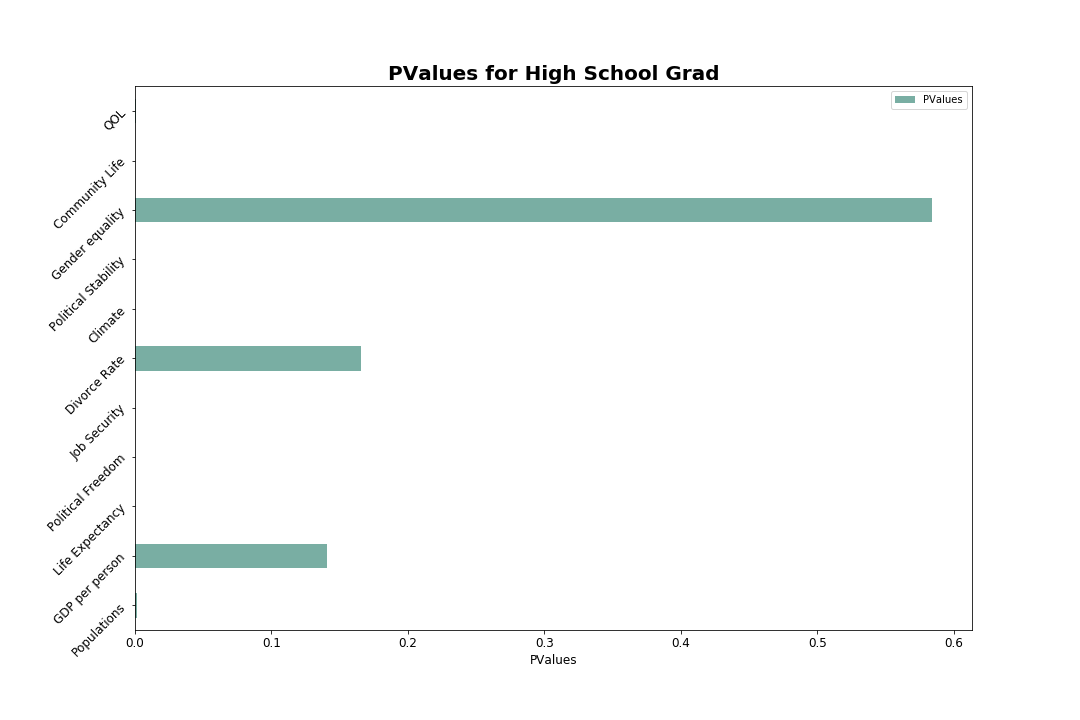 PValues for High School Grad
PValues
QOL
Community Life
Gender equality
Political Stability
Climate
Divorce Rate
Job Security
Political Freedom
Life Expectancy
GDP per person
Populations
0.0 0.1 0.2 0.3 0.4 0.5 0.6
PValues